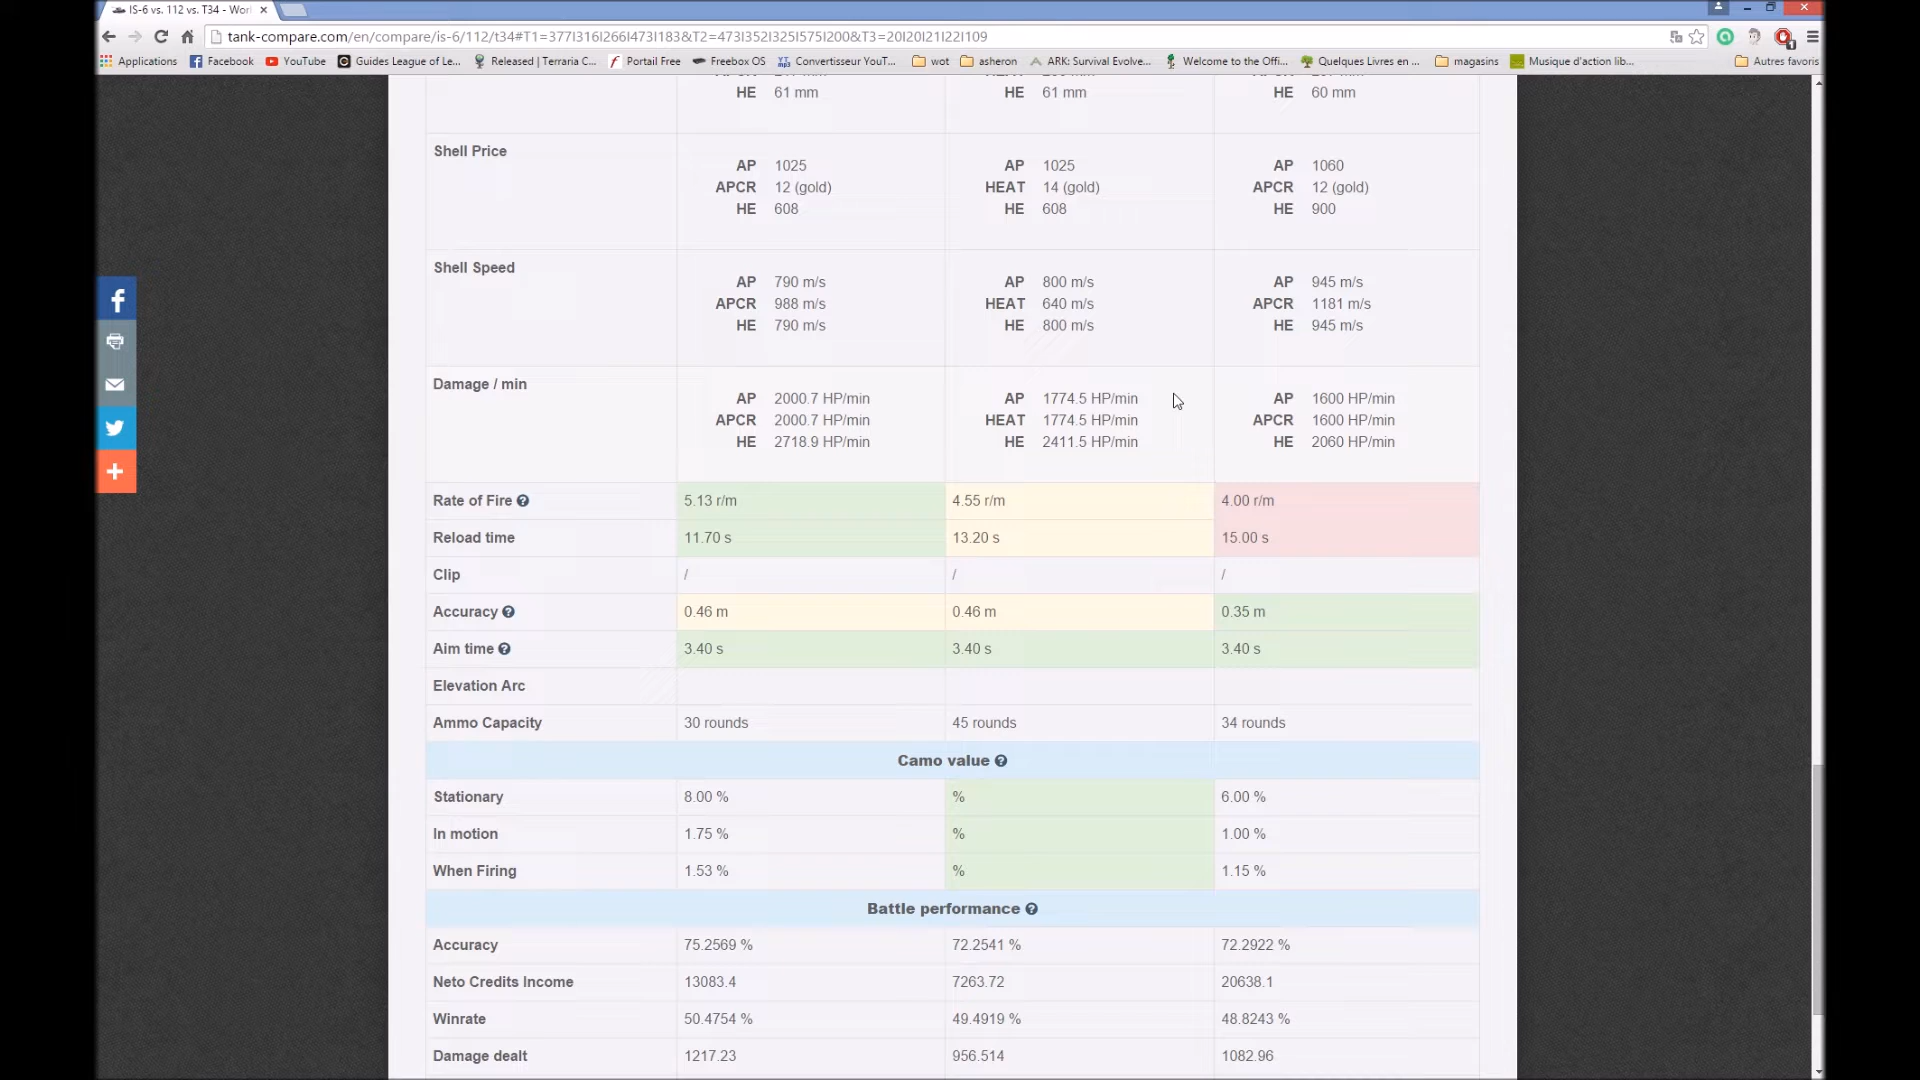 IS-6 vs. 112 vs. T34 - Worl
tank-compare.com/en/compare/is-6/112/t34#T1=377I316I266I473I183&T2=473I352I325I575I200&T3=20I20I21I22I109
Applications Facebook YouTube Guides League of Le... Released | Terraria C... Portail Free Freebox OS Convertisseur YouT... wot asheron ARK: Survival Evolve... Welcome to the Offi... Quelques Livres en ... magasins Musique d'action lib... Autres favoris
HE 61 mm HE 61 mm HE 60 mm
Shell Price
AP 1025 AP 1025 AP 1060
APCR 12 (gold) HEAT 14 (gold) APCR 12 (gold)
HE 608 HE 608 HE 900
Shell Speed
AP 790 m/s AP 800 m/s AP 945 m/s
APCR 988 m/s HEAT 640 m/s APCR 1181 m/s
HE 790 m/s HE 800 m/s HE 945 m/s
Damage / min
AP 2000.7 HP/min AP 1774.5 HP/min AP 1600 HP/min
APCR 2000.7 HP/min HEAT 1774.5 HP/min APCR 1600 HP/min
HE 2718.9 HP/min HE 2411.5 HP/min HE 2060 HP/min
Rate of Fire ? 5.13 r/m 4.55 r/m 4.00 r/m
Reload time 11.70 s 13.20 s 15.00 s
Clip / / /
Accuracy ? 0.46 m 0.46 m 0.35 m
Aim time ? 3.40 s 3.40 s 3.40 s
Elevation Arc
Ammo Capacity 30 rounds 45 rounds 34 rounds
Camo value ?
Stationary 8.00 % % 6.00 %
In motion 1.75 % % 1.00 %
When Firing 1.53 % % 1.15 %
Battle performance ?
Accuracy 75.2569 % 72.2541 % 72.2922 %
Neto Credits Income 13083.4 7263.72 20638.1
Winrate 50.4754 % 49.4919 % 48.8243 %
Damage dealt 1217.23 956.514 1082.96